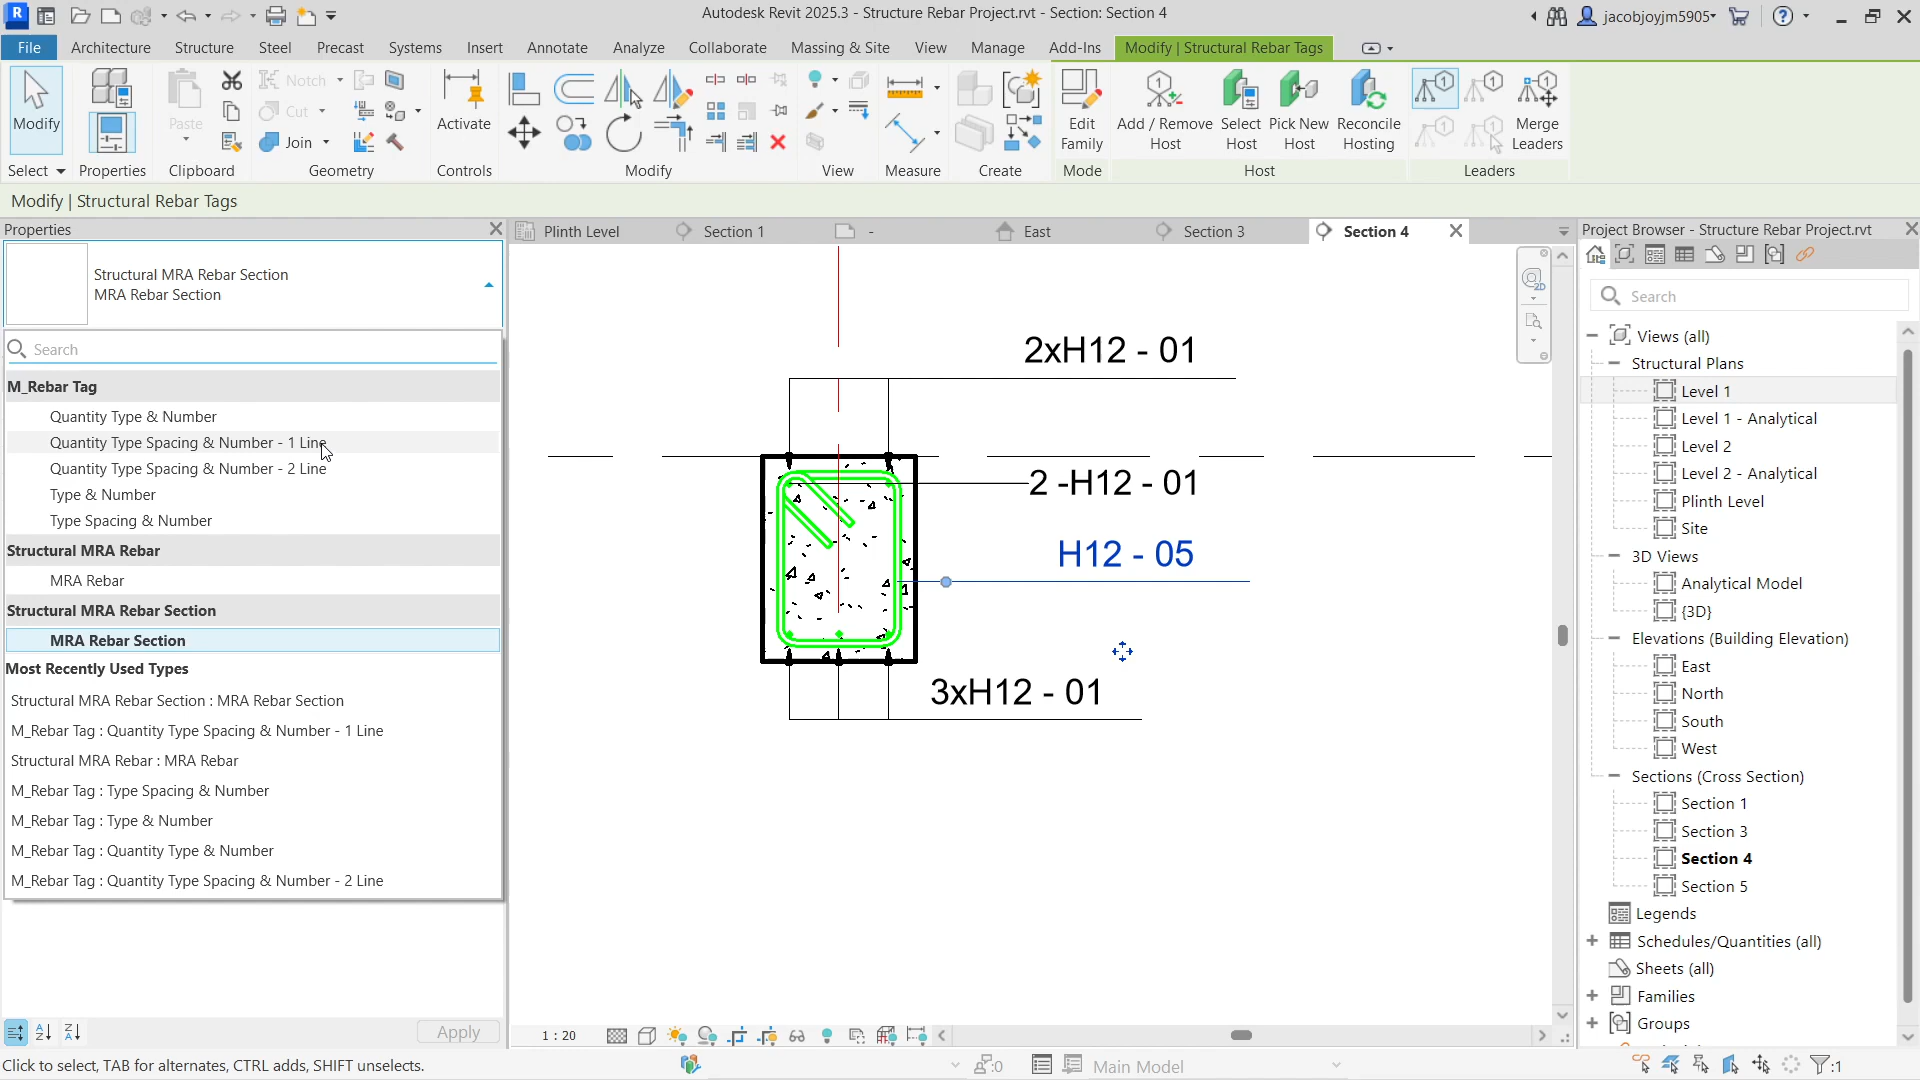 Autodesk Revit 2025.3 - Structure Rebar Project.rvt - Section: Section 4
jacobjoyjm5905
File
Architecture
Structure
Steel
Precast
Systems
Insert
Annotate
Analyze
Collaborate
Massing & Site
View
Manage
Add-Ins
Modify | Structural Rebar Tags
Modify
Paste
Notch
Cut
Join
Activate
Edit Family
Add / Remove Host
Select Host
Pick New Host
Reconcile Hosting
Merge Leaders
Select
Properties
Clipboard
Geometry
Controls
Modify
View
Measure
Create
Mode
Host
Leaders
Modify | Structural Rebar Tags
Properties
Structural MRA Rebar Section
MRA Rebar Section
Search
M_Rebar Tag
Quantity Type & Number
Quantity Type Spacing & Number - 1 Line
Quantity Type Spacing & Number - 2 Line
Type & Number
Type Spacing & Number
Structural MRA Rebar
MRA Rebar
Structural MRA Rebar Section
MRA Rebar Section
Most Recently Used Types
Structural MRA Rebar Section : MRA Rebar Section
M_Rebar Tag : Quantity Type Spacing & Number - 1 Line
Structural MRA Rebar : MRA Rebar
M_Rebar Tag : Type Spacing & Number
M_Rebar Tag : Type & Number
M_Rebar Tag : Quantity Type & Number
M_Rebar Tag : Quantity Type Spacing & Number - 2 Line
Apply
Plinth Level
Section 1
-
East
Section 3
Section 4
2xH12 - 01
2 -H12 - 01
H12 - 05
3xH12 - 01
1 : 20
Project Browser - Structure Rebar Project.rvt
Search
Views (all)
Structural Plans
Level 1
Level 1 - Analytical
Level 2
Level 2 - Analytical
Plinth Level
Site
3D Views
Analytical Model
{3D}
Elevations (Building Elevation)
East
North
South
West
Sections (Cross Section)
Section 1
Section 3
Section 4
Section 5
Legends
Schedules/Quantities (all)
Sheets (all)
Families
Groups
Click to select, TAB for alternates, CTRL adds, SHIFT unselects.
:0
Main Model
:1